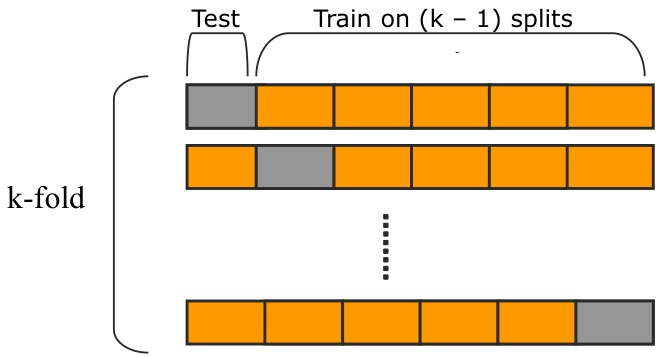 Test
Train on (k – 1) splits
k-fold